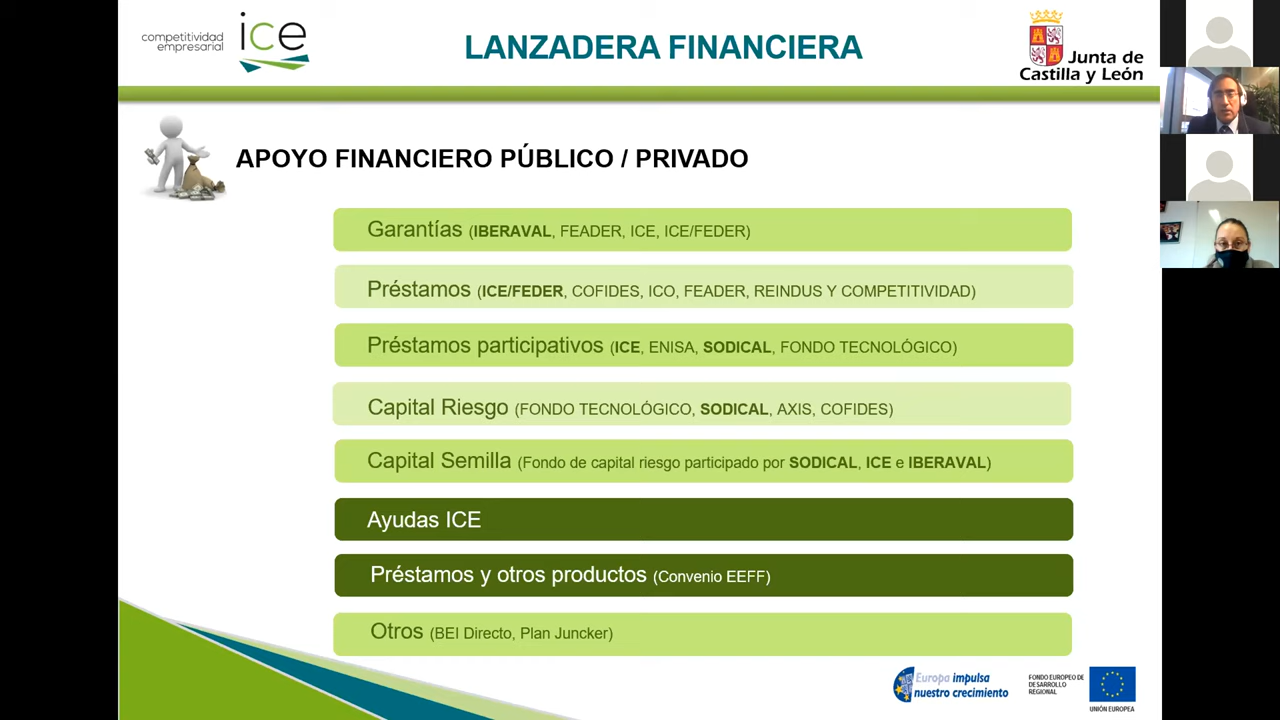 competitividad
empresarial
ice
LANZADERA FINANCIERA
Junta de
Castilla y León
APOYO FINANCIERO PÚBLICO / PRIVADO
Garantías (IBERAVAL, FEADER, ICE, ICE/FEDER)
Préstamos (ICE/FEDER, COFIDES, ICO, FEADER, REINDUS Y COMPETITIVIDAD)
Préstamos participativos (ICE, ENISA, SODICAL, FONDO TECNOLÓGICO)
Capital Riesgo (FONDO TECNOLÓGICO, SODICAL, AXIS, COFIDES)
Capital Semilla (Fondo de capital riesgo participado por SODICAL, ICE e IBERAVAL)
Ayudas ICE
Préstamos y otros productos (Convenio EEFF)
Otros (BEI Directo, Plan Juncker)
Europa impulsa
nuestro crecimiento
FONDO EUROPEO DE
DESARROLLO
REGIONAL
UNIÓN EUROPEA